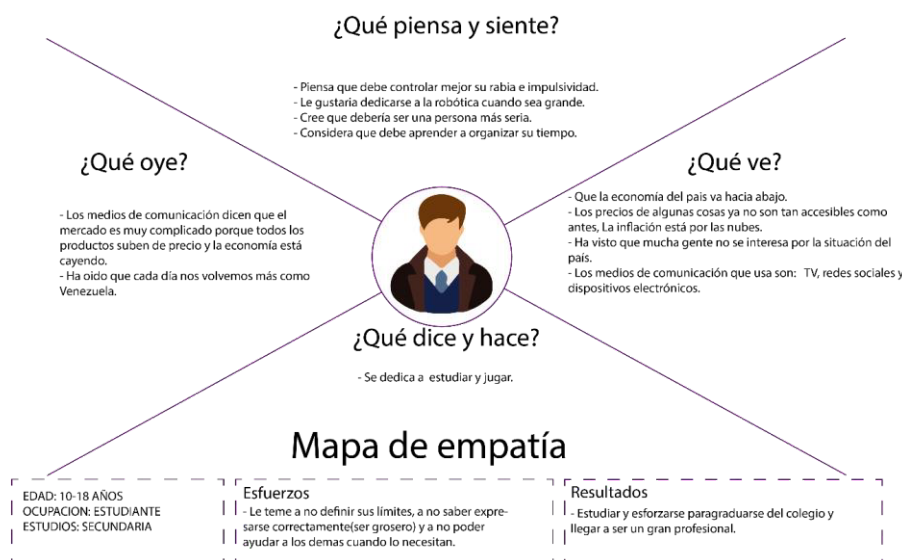 ¿Qué piensa y siente?
- Piensa que debe controlar mejor su rabia e impulsividad.
- Le gustaria dedicarse a la robótica cuando sea grande.
- Cree que debería ser una persona más seria.
- Considera que debe aprender a organizar su tiempo.
¿Qué oye?
- Los medios de comunicación dicen que el
mercado es muy complicado porque todos los
productos suben de precio y la economía está
cayendo.
- Ha oido que cada día nos volvemos más como
Venezuela.
¿Qué ve?
- Que la economía del pais va hacia abajo.
- Los precios de algunas cosas ya no son tan accesibles como
antes, La inflación está por las nubes.
- Ha visto que mucha gente no se interesa por la situación del
país.
- Los medios de comunicación que usa son: TV, redes sociales y
dispositivos electrónicos.
¿Qué dice y hace?
- Se dedica a estudiar y jugar.
Mapa de empatía
EDAD: 10-18 AÑOS
OCUPACION: ESTUDIANTE
ESTUDIOS: SECUNDARIA
Esfuerzos
- Le teme a no definir sus límites, a no saber expre-
sarse correctamente(ser grosero) y a no poder
ayudar a los demas cuando lo necesitan.
Resultados
- Estudiar y esforzarse paragraduarse del colegio y
llegar a ser un gran profesional.